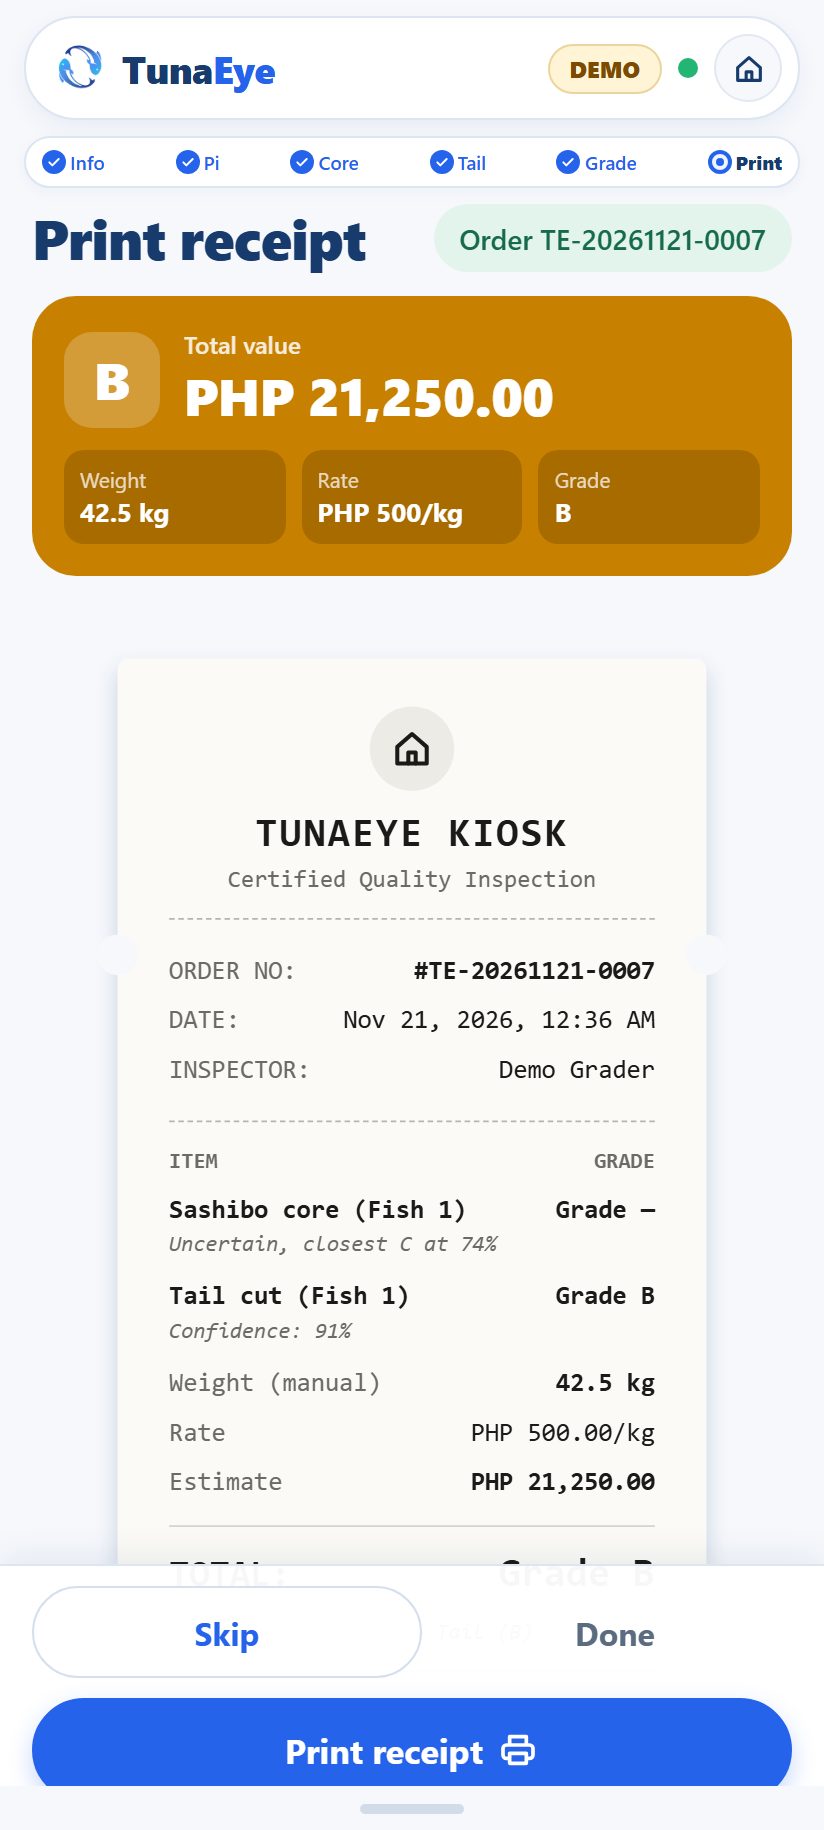 TunaEye
DEMO
Info
Pi
Core
Tail
Grade
Print
Print receipt
Order TE-20261121-0007
B
Total value
PHP 21,250.00
Weight
42.5 kg
Rate
PHP 500/kg
Grade
B
TUNAEYE KIOSK
Certified Quality Inspection
ORDER NO: #TE-20261121-0007
DATE: Nov 21, 2026, 12:36 AM
INSPECTOR: Demo Grader
ITEM GRADE
Sashibo core (Fish 1) Grade —
Uncertain, closest C at 74%
Tail cut (Fish 1) Grade B
Confidence: 91%
Weight (manual) 42.5 kg
Rate PHP 500.00/kg
Estimate PHP 21,250.00
TOTAL: Grade B
Tail (B)
Skip
Done
Print receipt